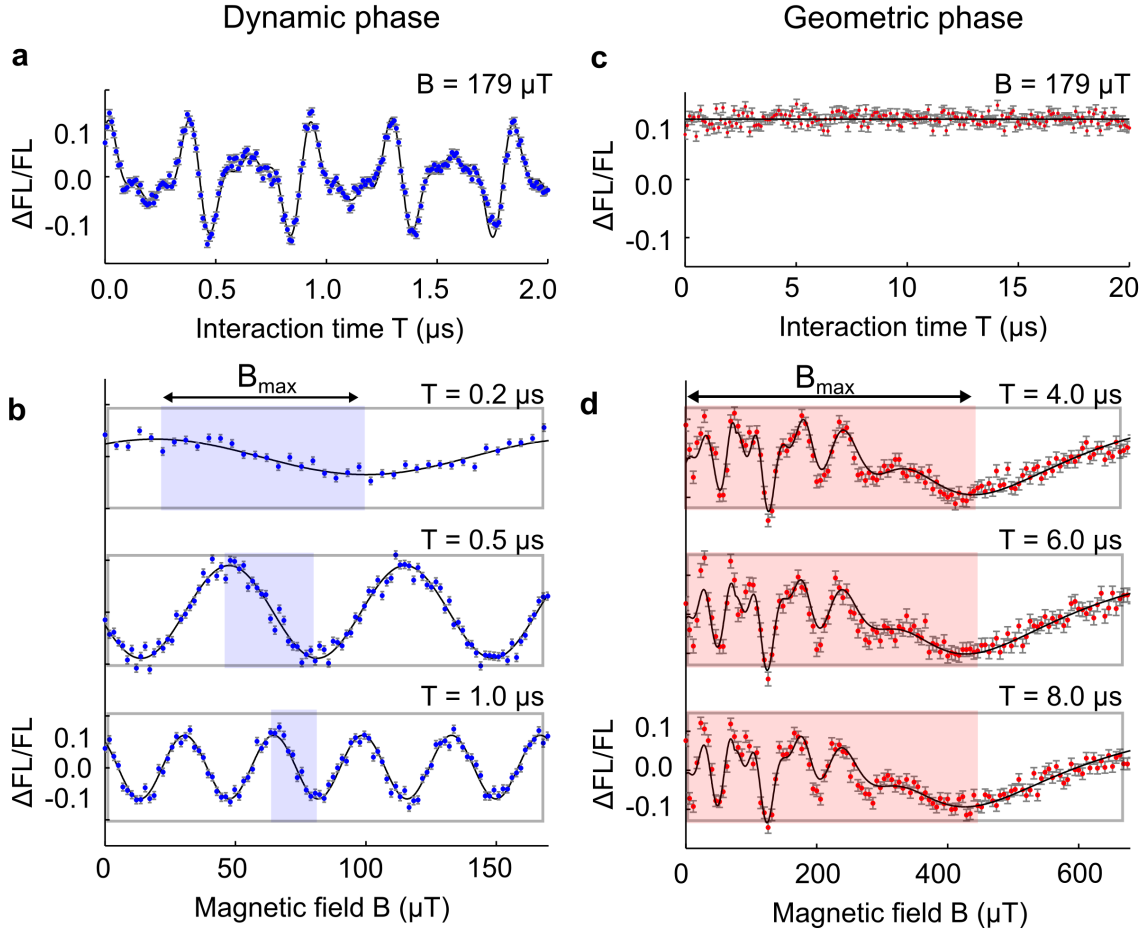 Dynamic phase
Geometric phase
a
B = 179 µT
0.1
0.0
-0.1
ΔFL/FL
0.0 0.5 1.0 1.5 2.0
Interaction time T (µs)
c
B = 179 µT
0.1
0.0
-0.1
ΔFL/FL
0 5 10 15 20
Interaction time T (µs)
b
Bmax
T = 0.2 µs
T = 0.5 µs
T = 1.0 µs
0.1
0.0
-0.1
ΔFL/FL
0 50 100 150
Magnetic field B (µT)
d
Bmax
T = 4.0 µs
T = 6.0 µs
T = 8.0 µs
0.1
0.0
-0.1
ΔFL/FL
0 200 400 600
Magnetic field B (µT)